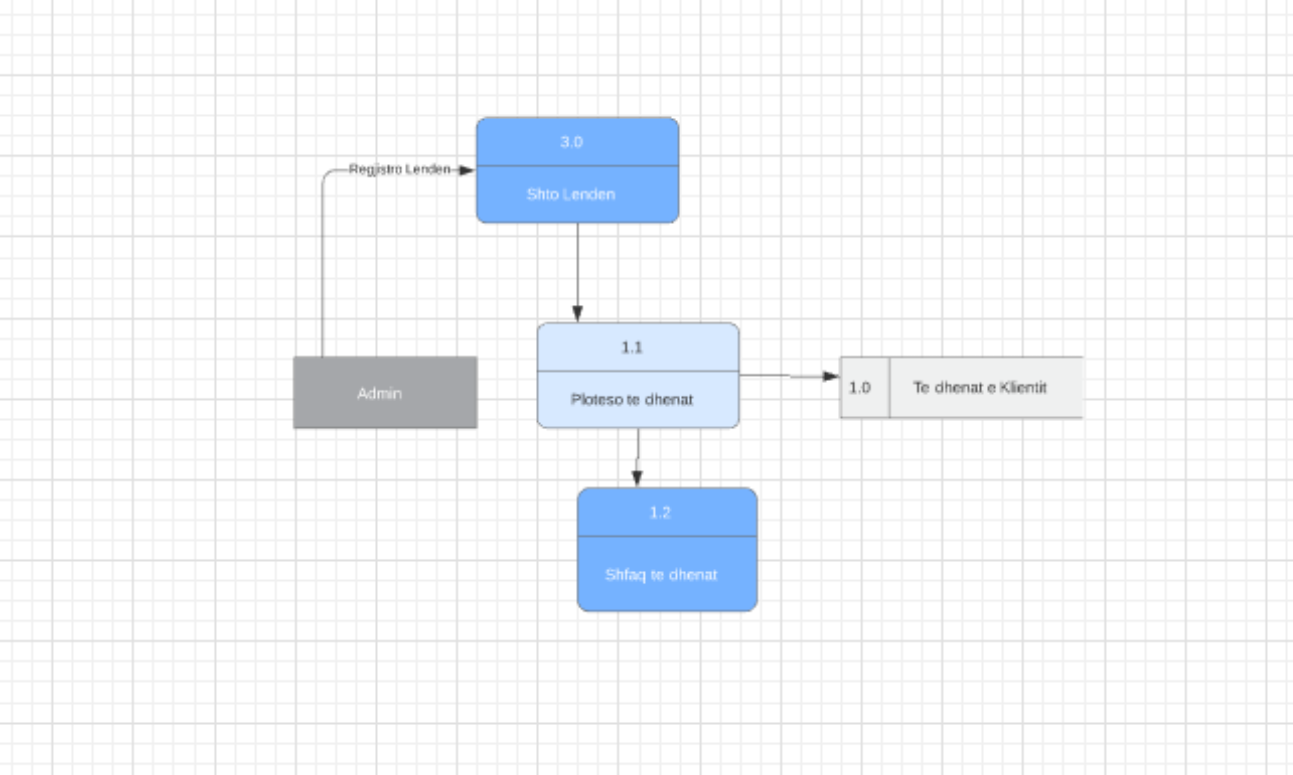 3.0
Regjistro Lenden
Shto Lenden
1.1
Admin
Ploteso te dhenat
1.0
Te dhenat e Klientit
1.2
Shfaq te dhenat